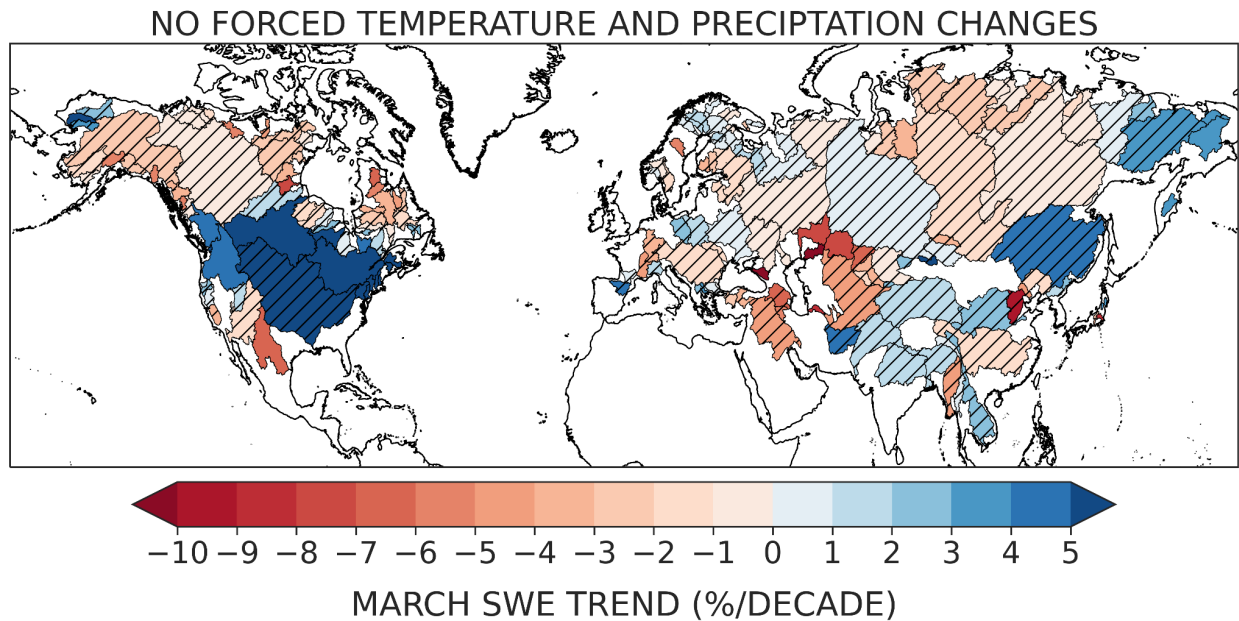 NO FORCED TEMPERATURE AND PRECIPTATION CHANGES
−10 −9 −8 −7 −6 −5 −4 −3 −2 −1 0 1 2 3 4 5
MARCH SWE TREND (%/DECADE)